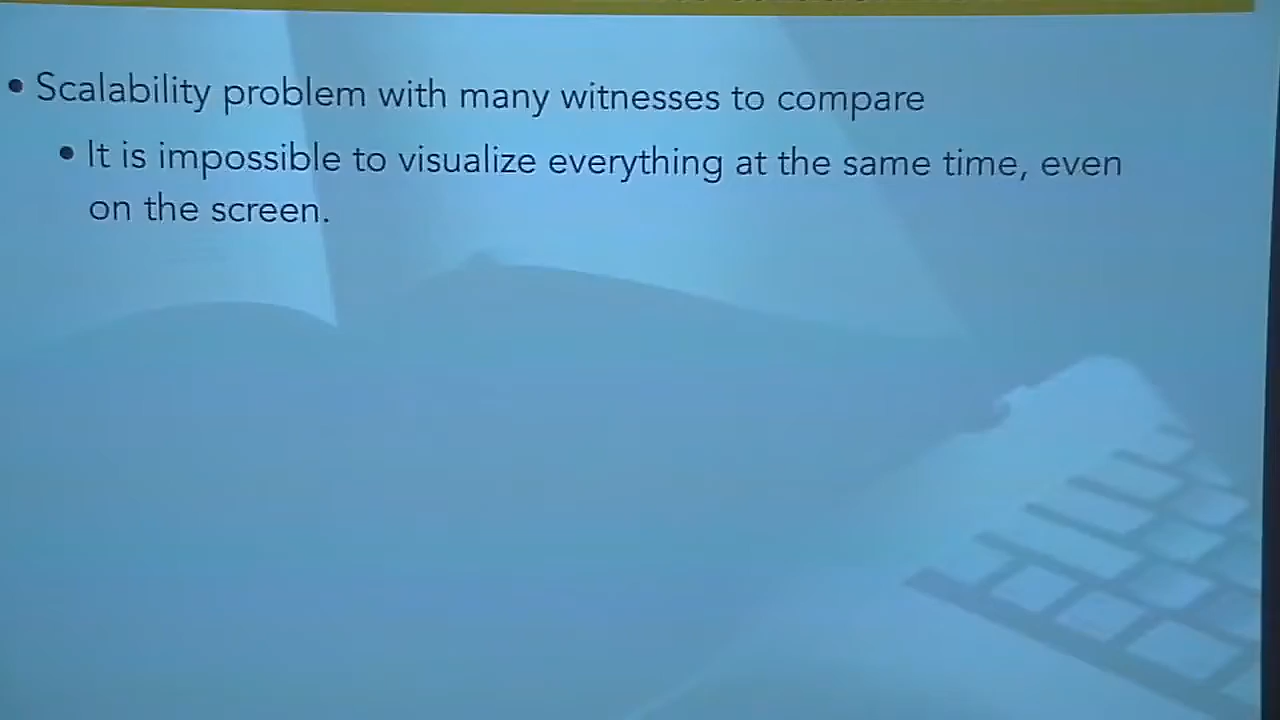 • Scalability problem with many witnesses to compare
• It is impossible to visualize everything at the same time, even
on the screen.